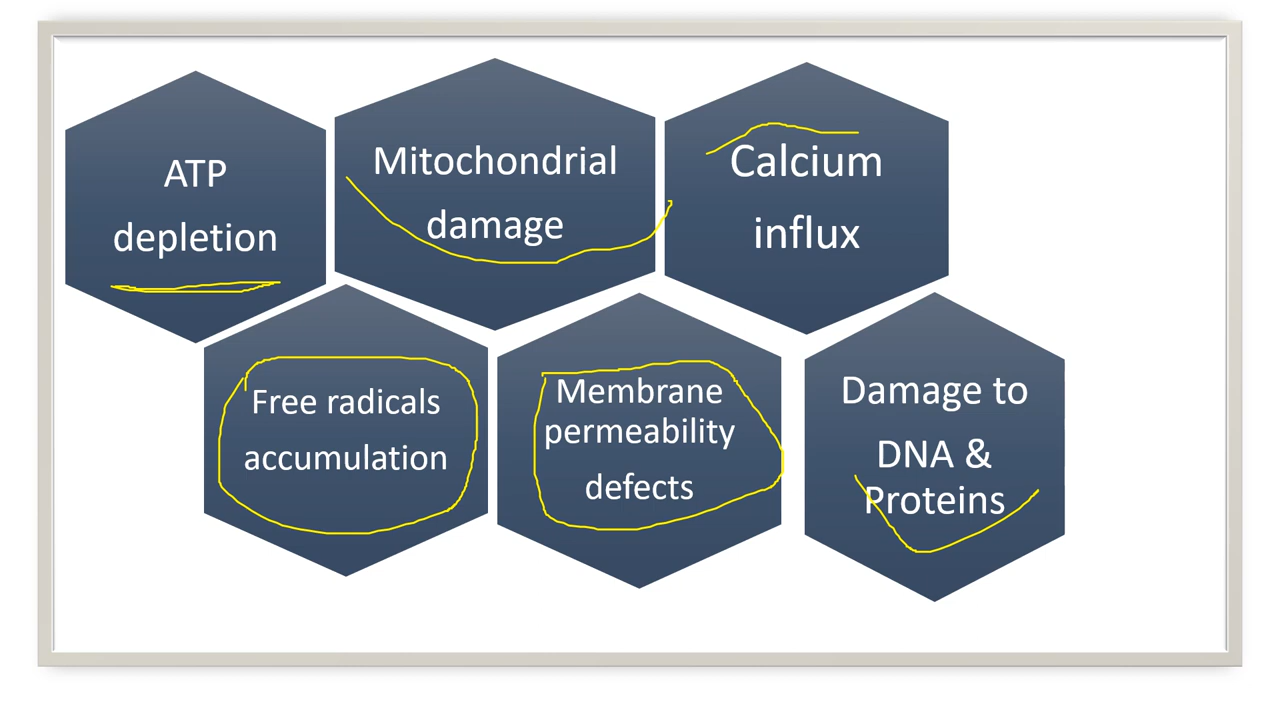 ATP
depletion
Mitochondrial
damage
Calcium
influx
Free radicals
accumulation
Membrane
permeability
defects
Damage to
DNA &
Proteins